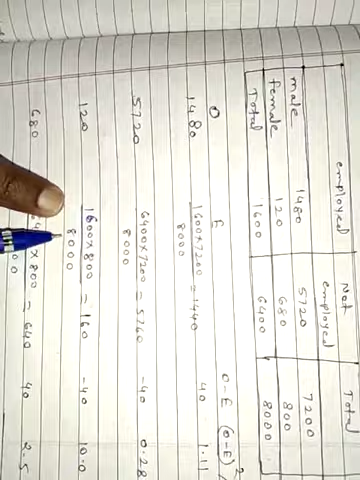 employed Not employed Total
male 1480 5720 7200
female 120 680 800
Total 1600 6400 8000
O E O-E (O-E)²/
1480 1600×7200/8000 = 1440 40 1.11
5720 6400×7200/8000 = 5760 -40 0.28
120 1600×800/8000 = 160 -40 10.0
680 ×800/ = 640 40 2.5